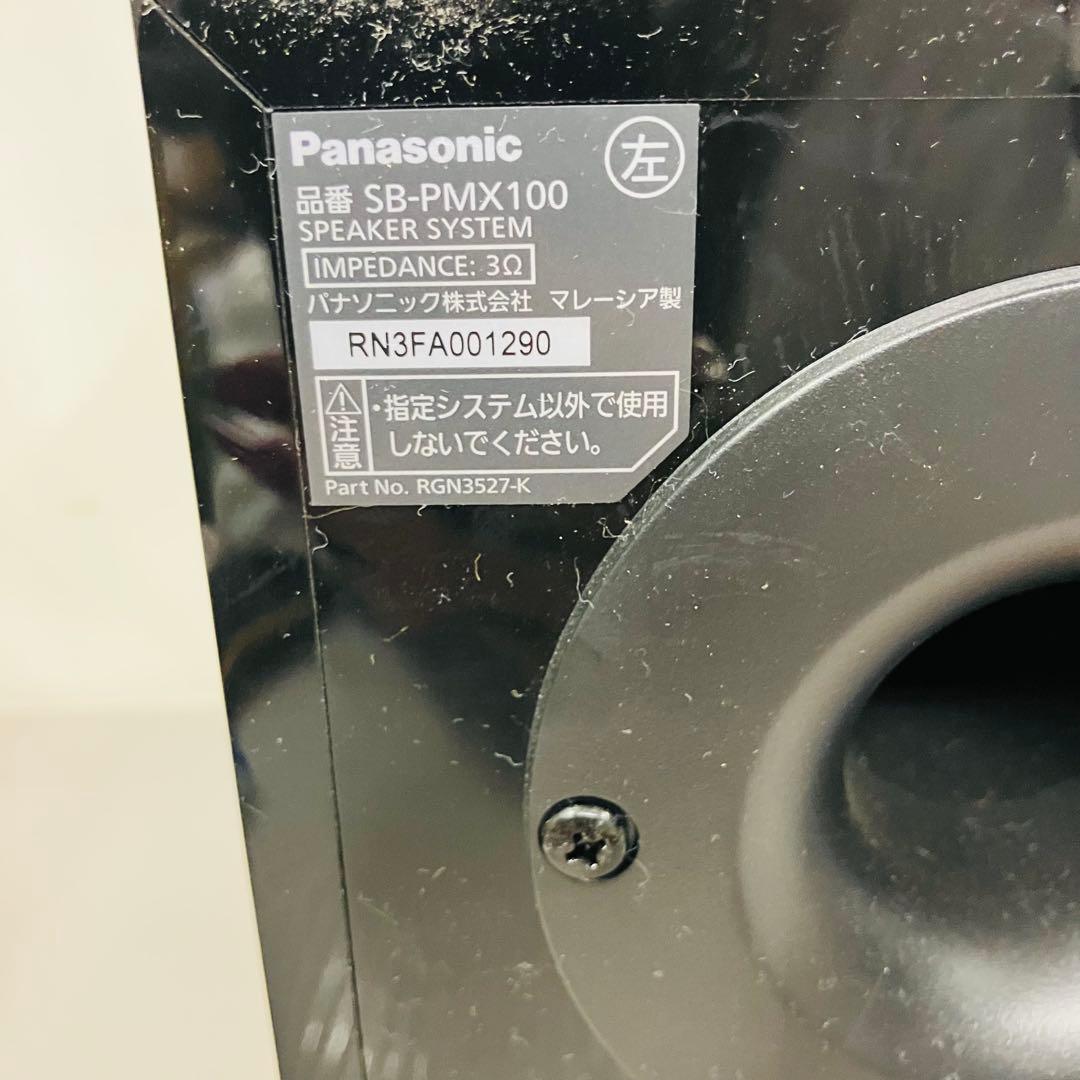 Panasonic
左
品番 SB-PMX100
SPEAKER SYSTEM
IMPEDANCE: 3Ω
パナソニック株式会社 マレーシア製
RN3FA001290
注意
・指定システム以外で使用
しないでください。
Part No. RGN3527-K